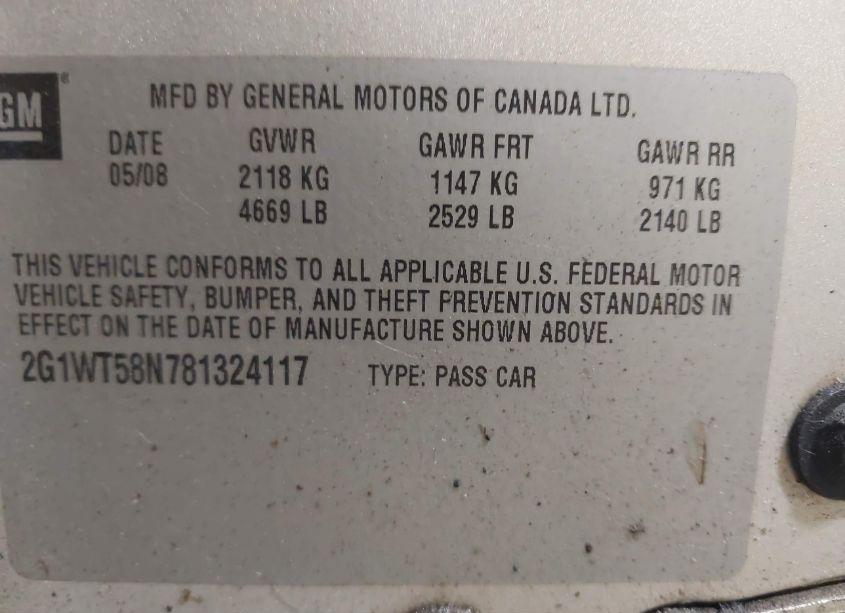 GM®
MFD BY GENERAL MOTORS OF CANADA LTD.
DATE GVWR GAWR FRT GAWR RR
05/08 2118 KG 1147 KG 971 KG
4669 LB 2529 LB 2140 LB
THIS VEHICLE CONFORMS TO ALL APPLICABLE U.S. FEDERAL MOTOR
VEHICLE SAFETY, BUMPER, AND THEFT PREVENTION STANDARDS IN
EFFECT ON THE DATE OF MANUFACTURE SHOWN ABOVE.
2G1WT58N781324117 TYPE: PASS CAR